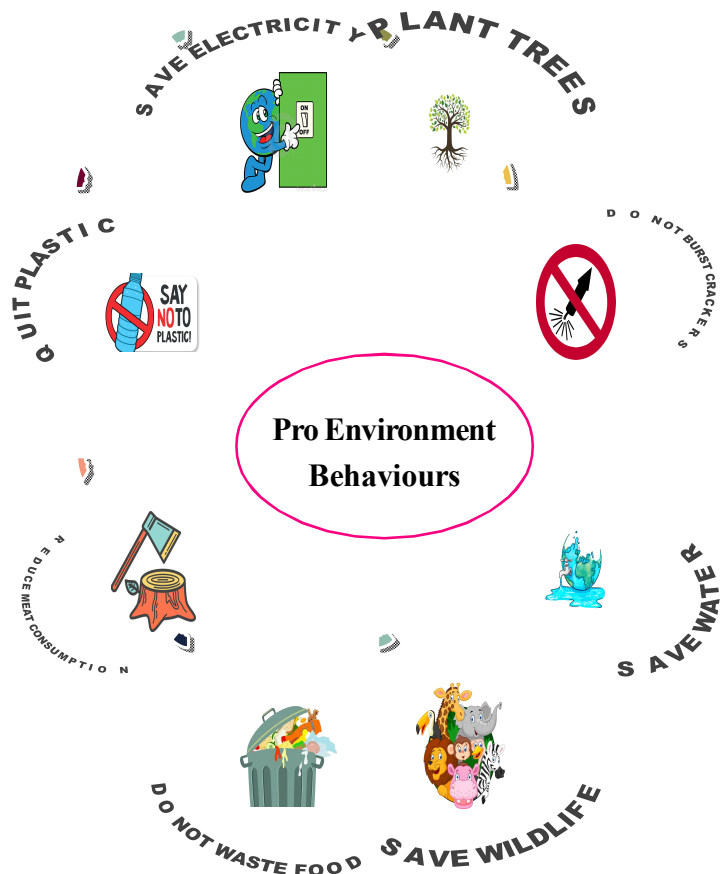 SAVE ELECTRICITY
PLANT TREES
ON
OFF
QUIT PLASTIC
DO NOT BURST CRACKERS
SAY
NO TO
PLASTIC!
Pro Environment
Behaviours
REDUCE MEAT CONSUMPTION
SAVE WATER
DO NOT WASTE FOOD
SAVE WILDLIFE